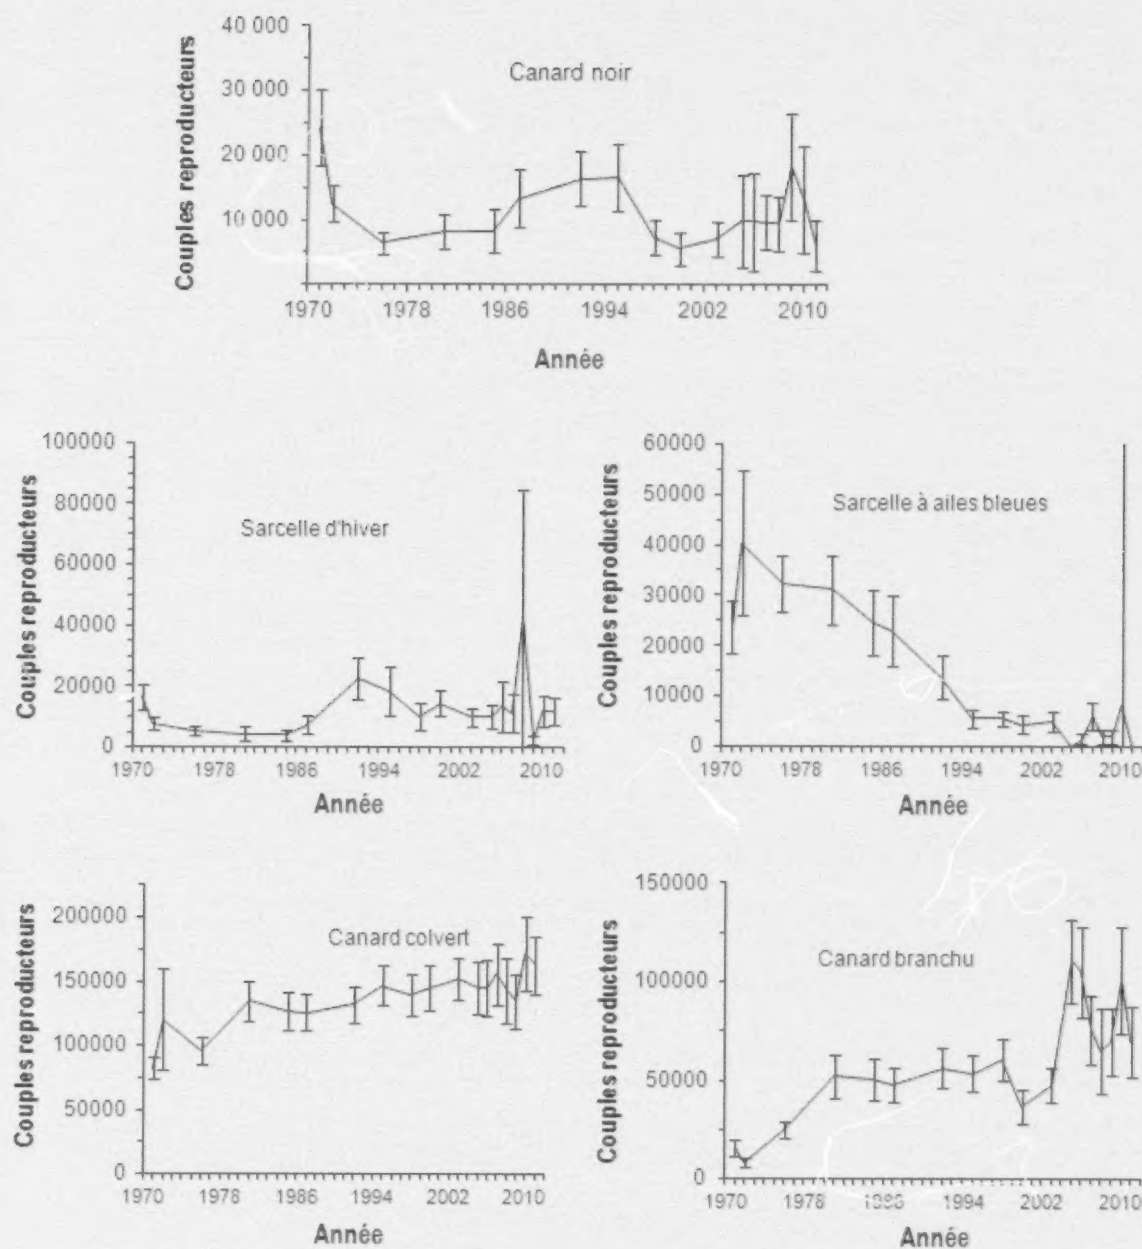 40 000
30 000
20 000
10 000
Couples reproducteurs
Canard noir
1970 1978 1986 1994 2002 2010
Année
100000
80000
60000
40000
20000
0
Couples reproducteurs
Sarcelle d'hiver
1970 1978 1986 1994 2002 2010
Année
60000
50000
40000
30000
20000
10000
0
Couples reproducteurs
Sarcelle à ailes bleues
1970 1978 1986 1994 2002 2010
Année
200000
150000
100000
50000
0
Couples reproducteurs
Canard colvert
1970 1978 1986 1994 2002 2010
Année
150000
100000
50000
0
Couples reproducteurs
Canard branchu
1970 1978 1986 1994 2002 2010
Année